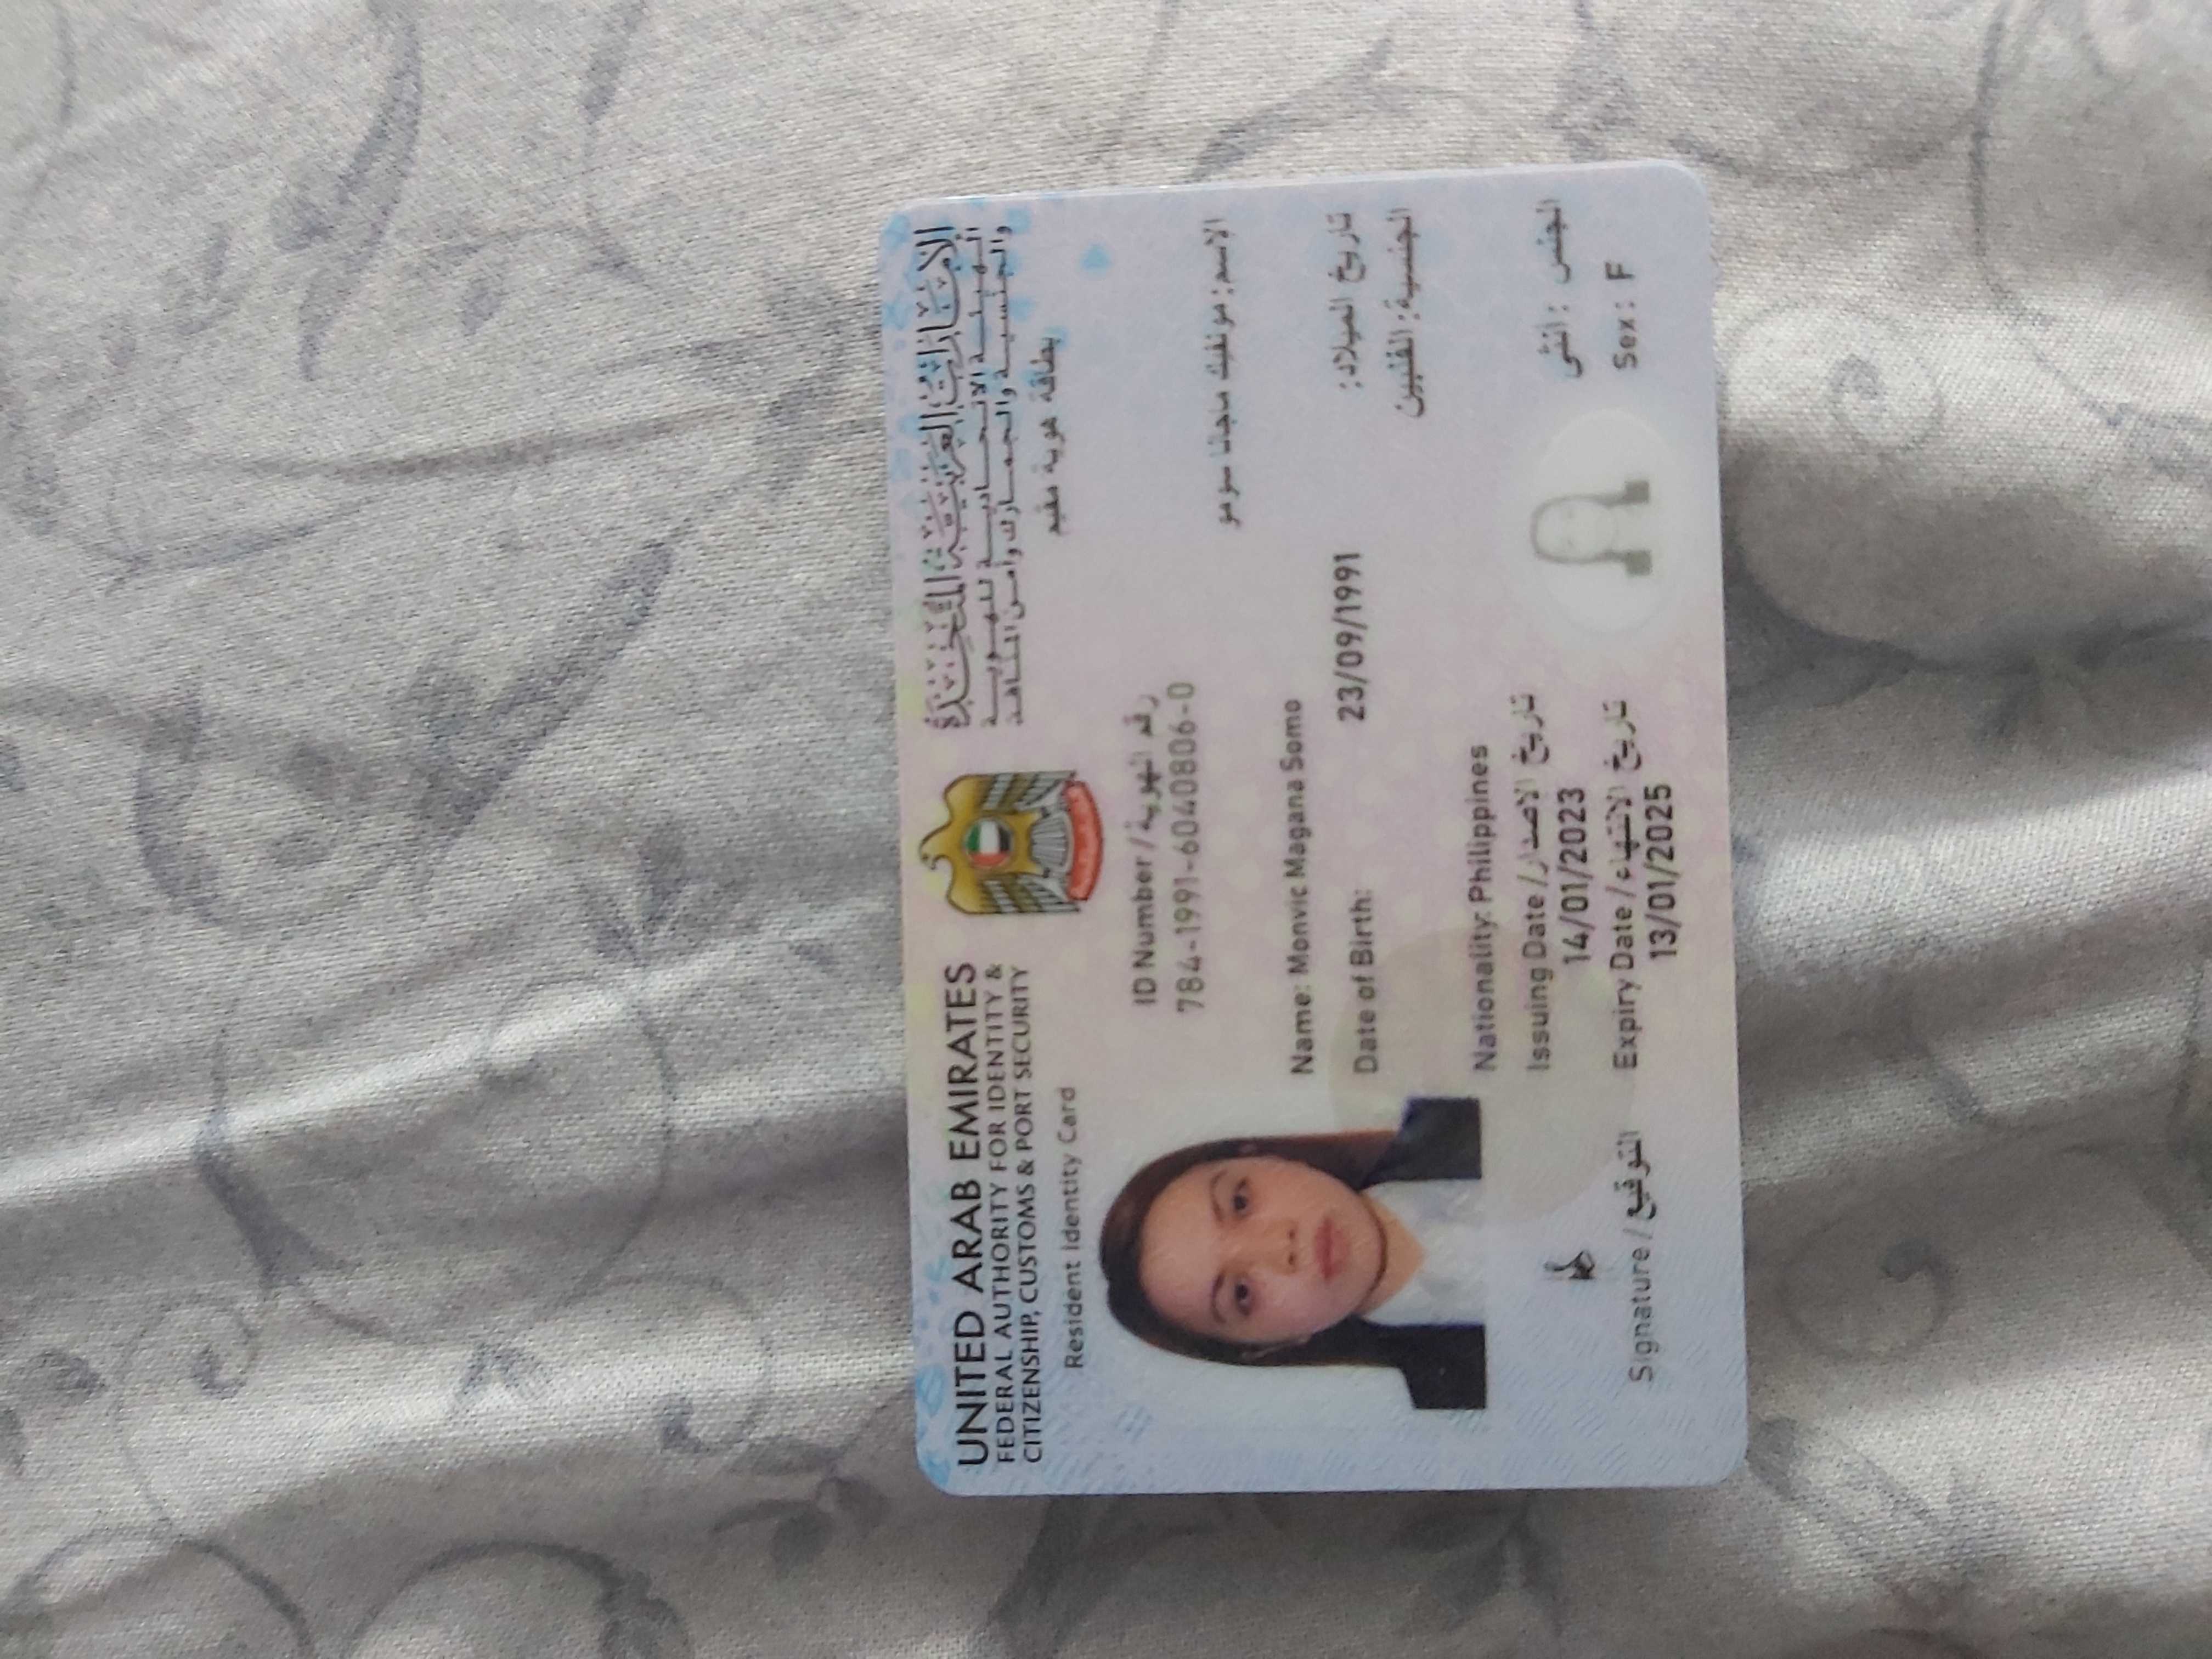 UNITED ARAB EMIRATES
FEDERAL AUTHORITY FOR IDENTITY &
CITIZENSHIP, CUSTOMS & PORT SECURITY
Resident Identity Card
الإمارات العربية المتحدة
الهيئة الاتحادية للهوية
والجنسية والجمارك وأمن المنافذ
بطاقة هوية مقيم
ID Number / رقم الهوية
784-1991-6040806-0
الاسم: مونفيك ماجانا سومو
Name: Monvic Magana Somo
Date of Birth: 23/09/1991 تاريخ الميلاد:
الجنسية: الفلبين
Nationality: Philippines
Issuing Date / تاريخ الاصدار
14/01/2023
Expiry Date / تاريخ الانتهاء
13/01/2025
الجنس : أنثى
Sex: F
Signature / التوقيع